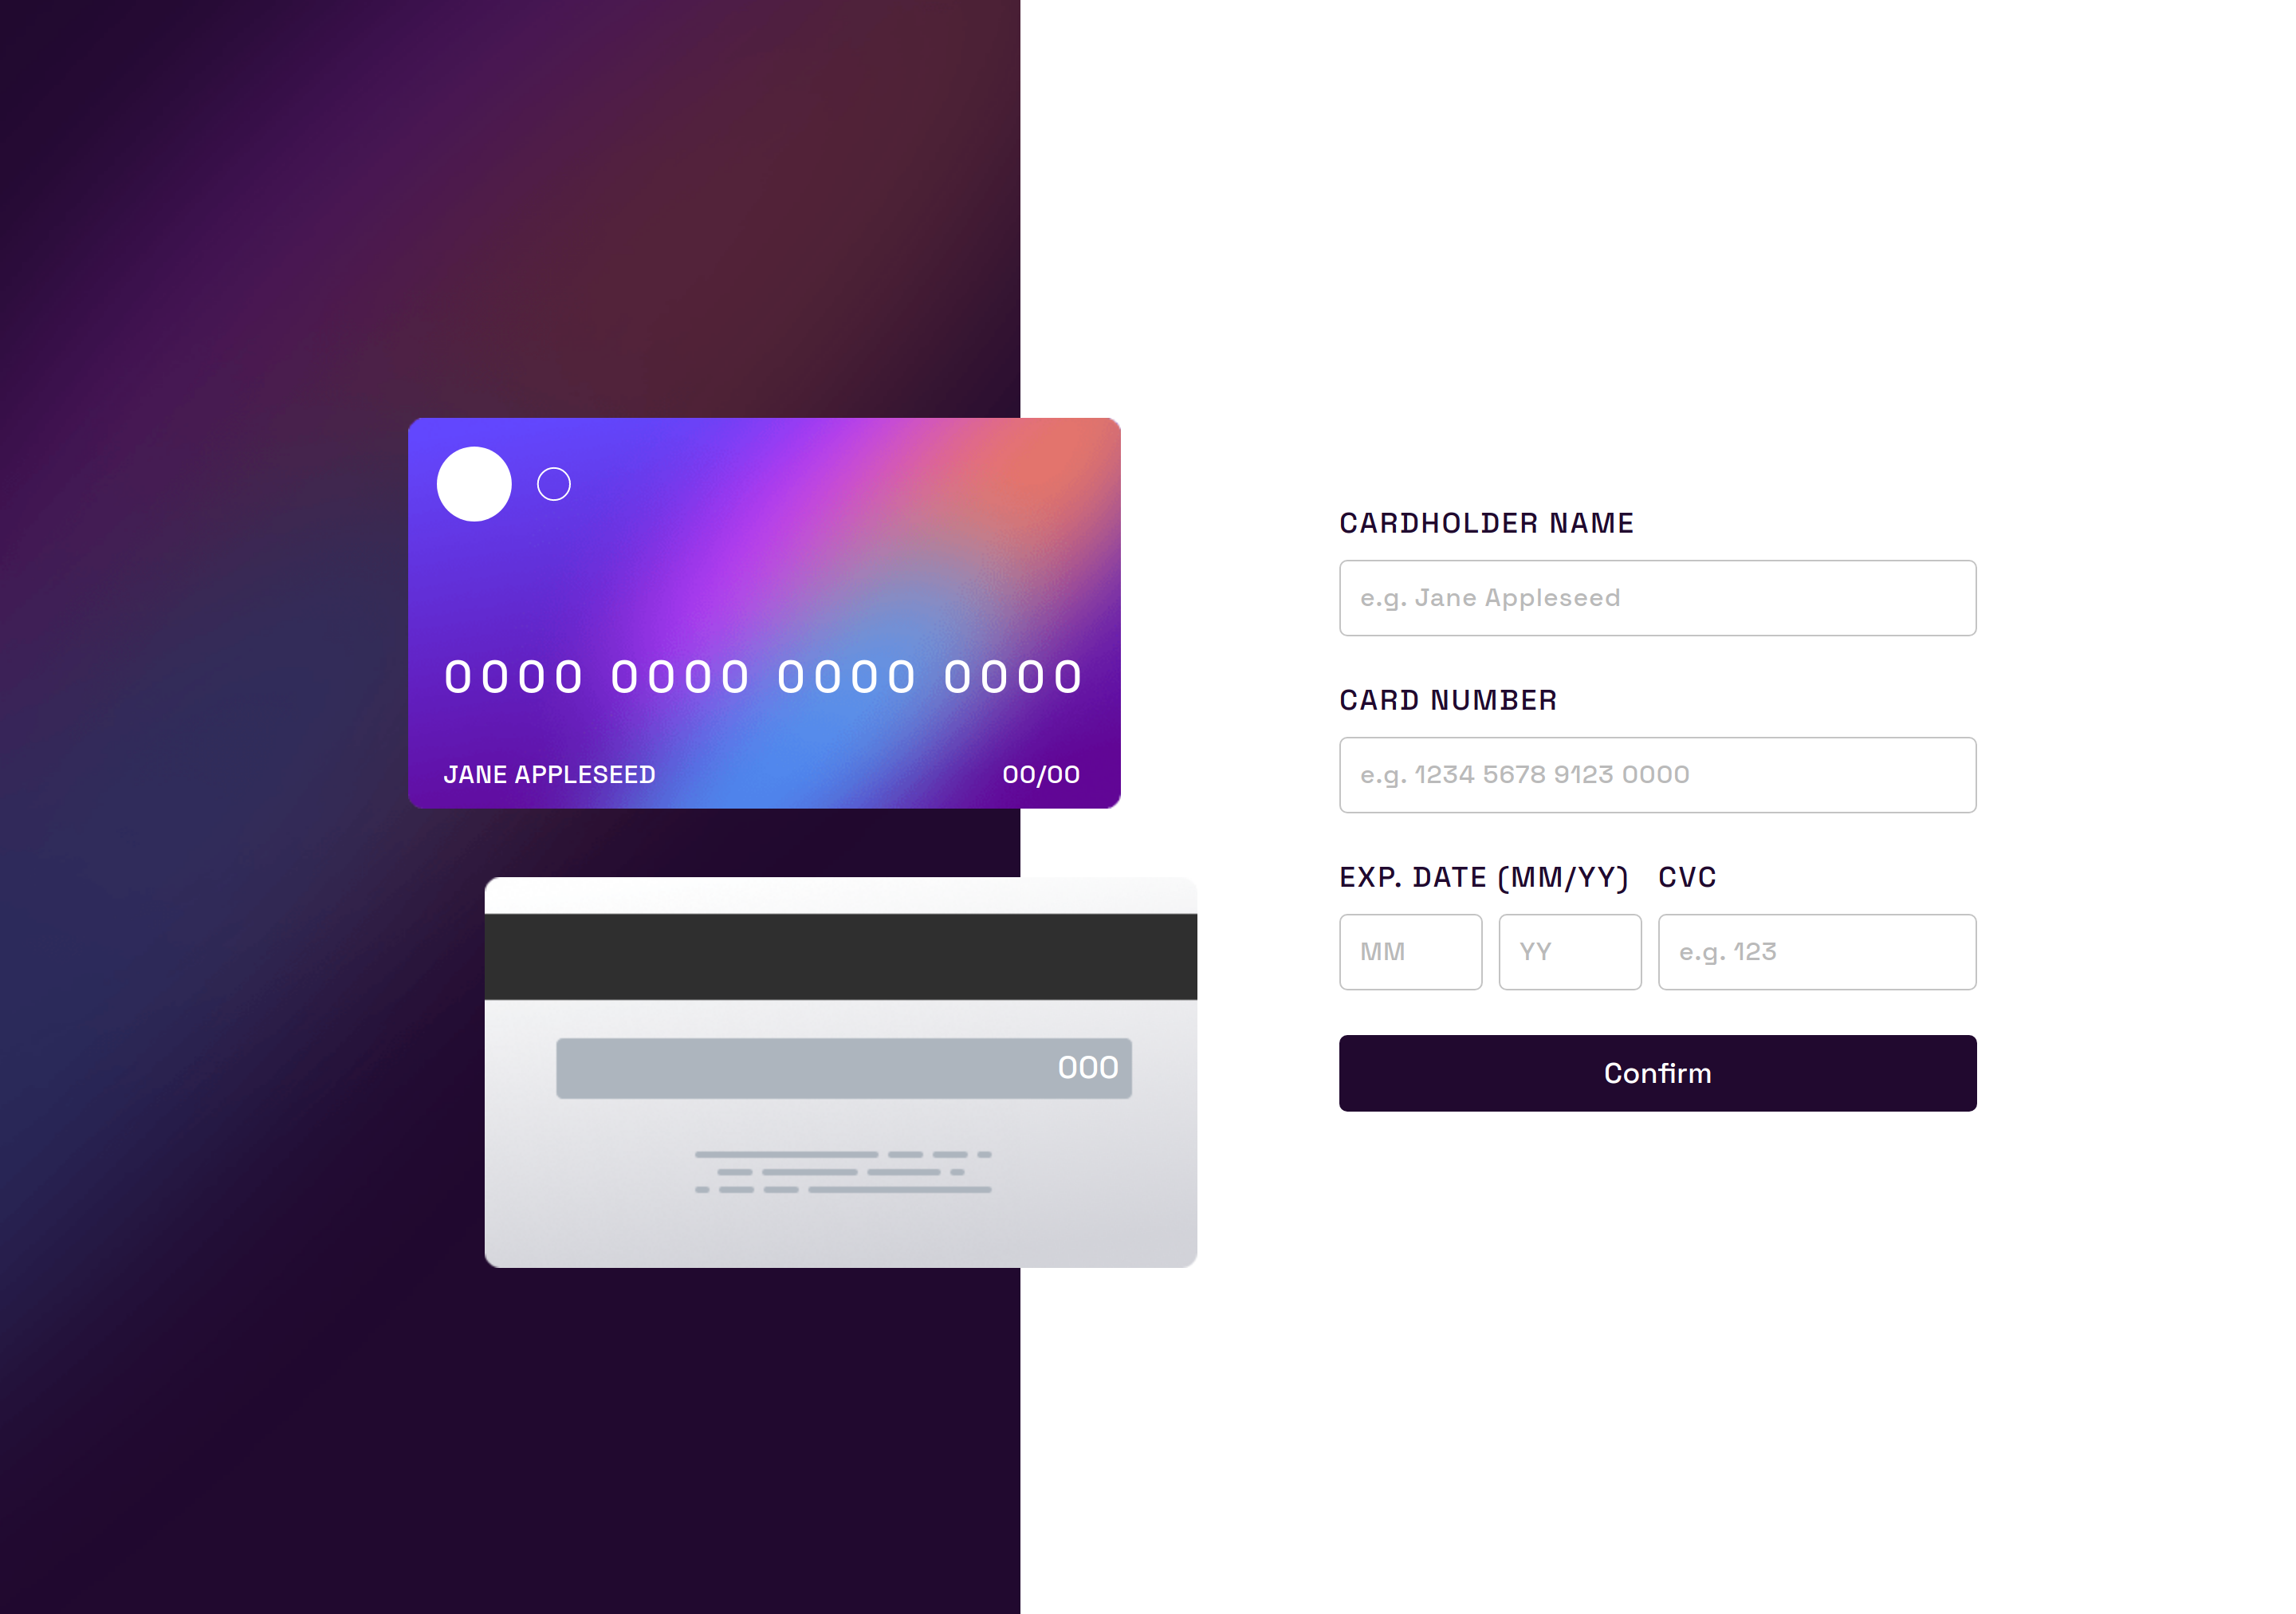 0000 0000 0000 0000
JANE APPLESEED 00/00
000
CARDHOLDER NAME
e.g. Jane Appleseed
CARD NUMBER
e.g. 1234 5678 9123 0000
EXP. DATE (MM/YY) CVC
MM YY e.g. 123
Confirm